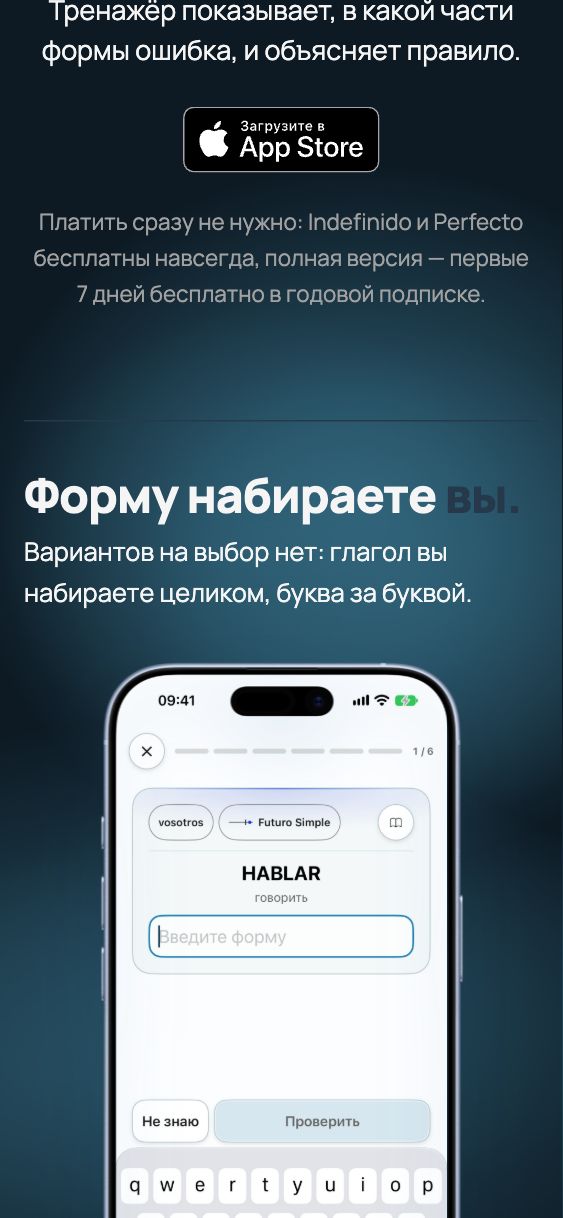 Тренажёр показывает, в какой части
формы ошибка, и объясняет правило.
Загрузите в
App Store
Платить сразу не нужно: Indefinido и Perfecto
бесплатны навсегда, полная версия — первые
7 дней бесплатно в годовой подписке.
Форму набираете вы.
Вариантов на выбор нет: глагол вы
набираете целиком, буква за буквой.
09:41
1 / 6
vosotros
Futuro Simple
HABLAR
говорить
Введите форму
Не знаю
Проверить
q w e r t y u i o p